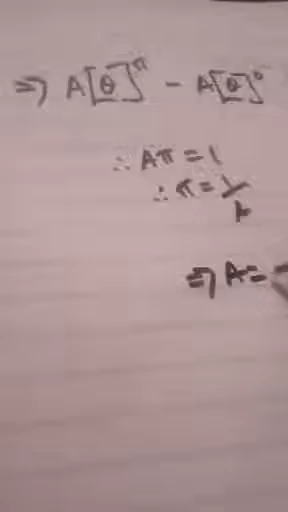 ⇒ A[θ]^π - A[θ]^0
∴ Aπ = 1
∴ π = 1/A
⇒ A =